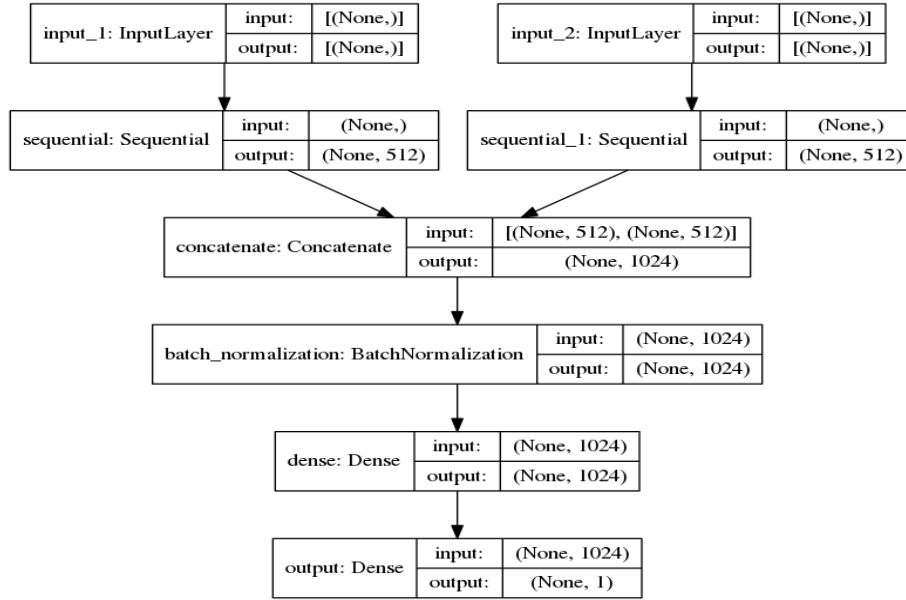 input_1: InputLayer
input: [(None,)]
output: [(None,)]
input_2: InputLayer
input: [(None,)]
output: [(None,)]
sequential: Sequential
input: (None,)
output: (None, 512)
sequential_1: Sequential
input: (None,)
output: (None, 512)
concatenate: Concatenate
input: [(None, 512), (None, 512)]
output: (None, 1024)
batch_normalization: BatchNormalization
input: (None, 1024)
output: (None, 1024)
dense: Dense
input: (None, 1024)
output: (None, 1024)
output: Dense
input: (None, 1024)
output: (None, 1)